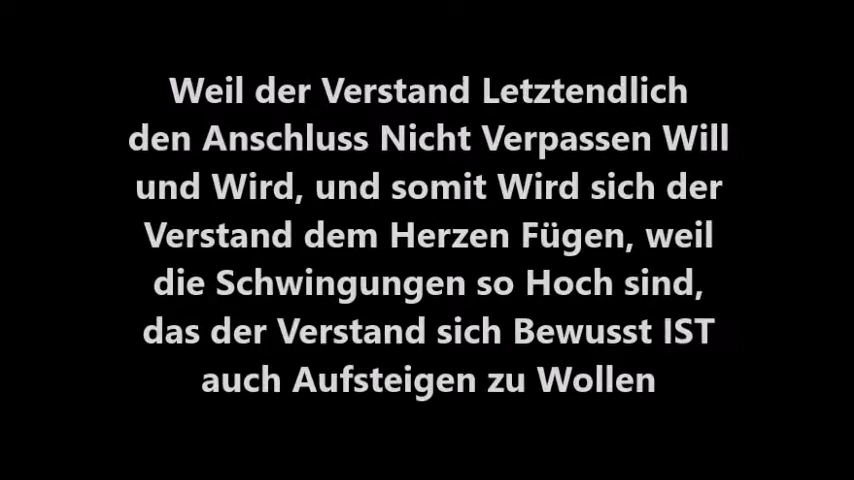 Weil der Verstand Letztendlich
den Anschluss Nicht Verpassen Will
und Wird, und somit Wird sich der
Verstand dem Herzen Fügen, weil
die Schwingungen so Hoch sind,
das der Verstand sich Bewusst IST
auch Aufsteigen zu Wollen